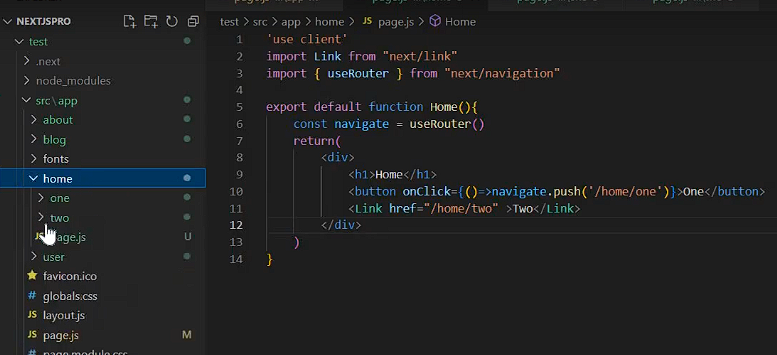 NEXTJSPRO
test
.next
node_modules
src\app
about
blog
fonts
home
one
two
page.js U
user
favicon.ico
globals.css
layout.js
page.js M
page.module.css
test > src > app > home > JS page.js > Home
1 'use client'
2 import Link from "next/link"
3 import { useRouter } from "next/navigation"
4
5 export default function Home(){
6 const navigate = useRouter()
7 return(
8 <div>
9 <h1>Home</h1>
10 <button onClick={()=>navigate.push('/home/one')}>One</button>
11 <Link href="/home/two" >Two</Link>
12 </div>
13 )
14 }